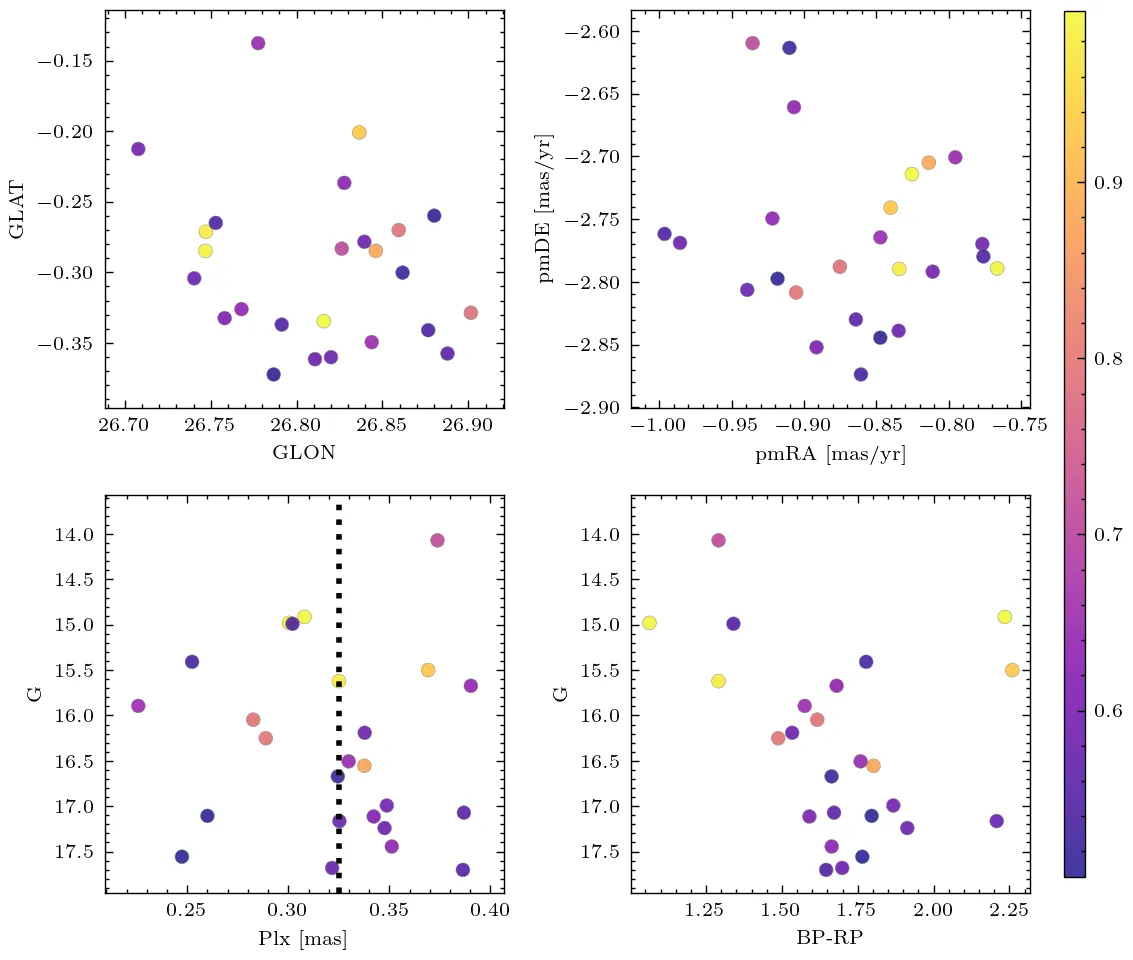 −0.15
−0.20
−0.25
−0.30
−0.35
GLAT
26.70 26.75 26.80 26.85 26.90
GLON
−2.60
−2.65
−2.70
−2.75
−2.80
−2.85
−2.90
pmDE [mas/yr]
−1.00 −0.95 −0.90 −0.85 −0.80 −0.75
pmRA [mas/yr]
0.9
0.8
0.7
0.6
14.0
14.5
15.0
15.5
16.0
16.5
17.0
17.5
G
0.25 0.30 0.35 0.40
Plx [mas]
14.0
14.5
15.0
15.5
16.0
16.5
17.0
17.5
G
1.25 1.50 1.75 2.00 2.25
BP-RP